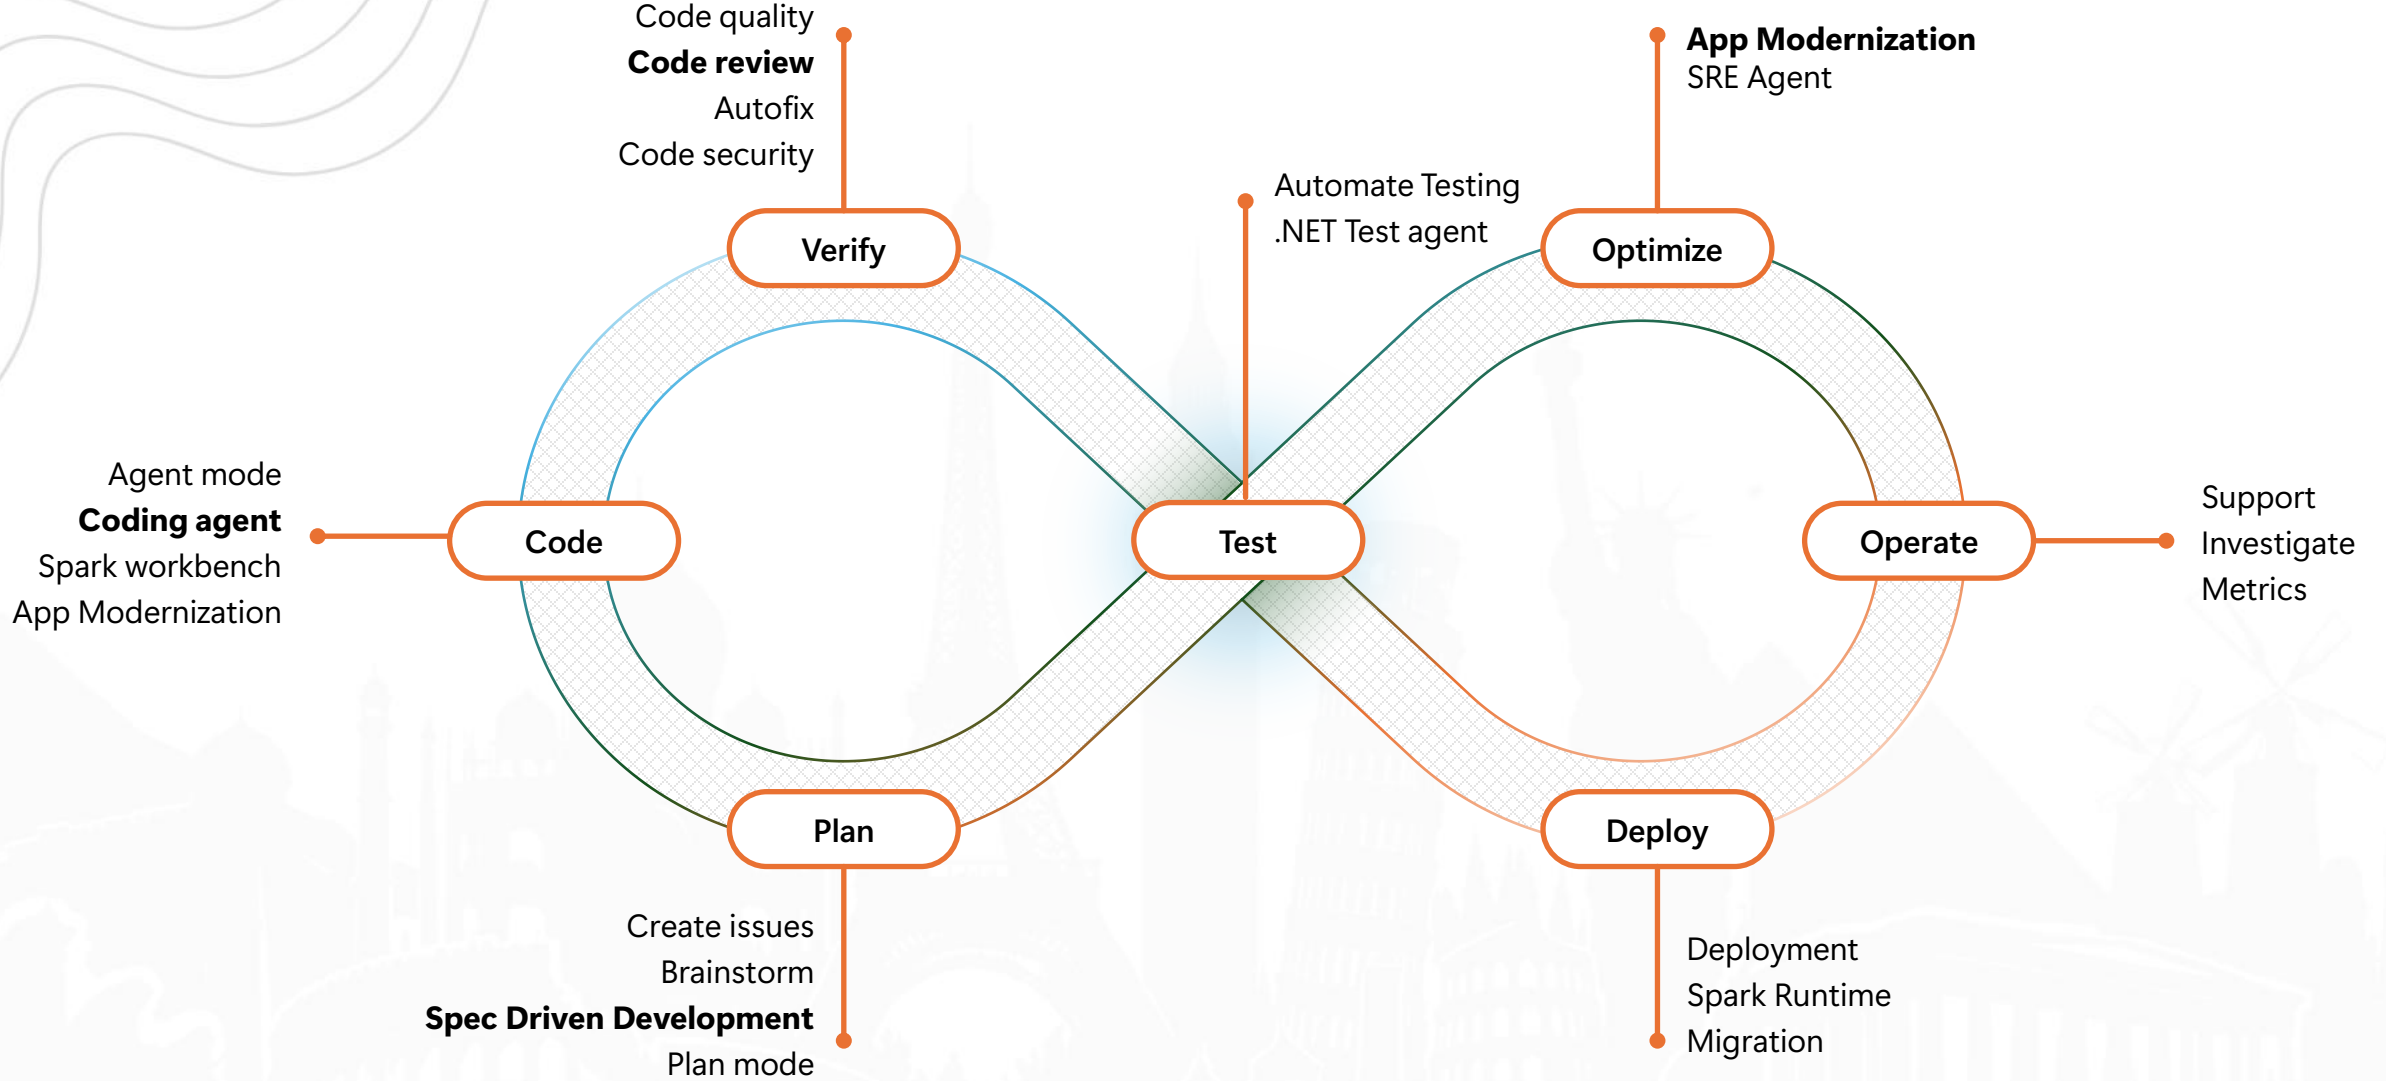 Code quality
Code review
Autofix
Code security
App Modernization
SRE Agent
Automate Testing
.NET Test agent
Verify
Optimize
Agent mode
Coding agent
Spark workbench
App Modernization
Code
Test
Operate
Support
Investigate
Metrics
Plan
Deploy
Create issues
Brainstorm
Spec Driven Development
Plan mode
Deployment
Spark Runtime
Migration